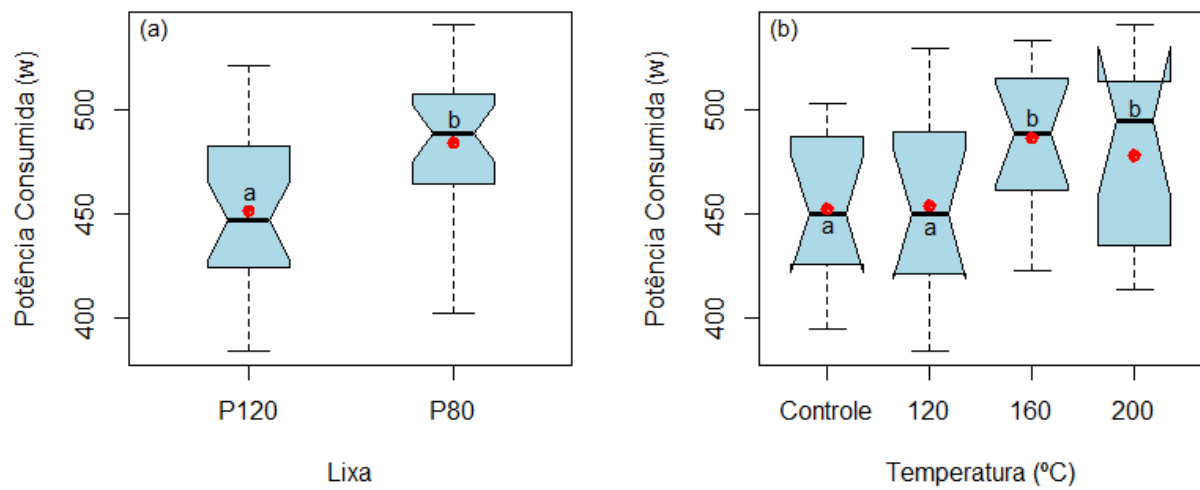 (a)
Potência Consumida (w)
500
450
400
a
b
P120
P80
Lixa
(b)
Potência Consumida (w)
500
450
400
a
a
b
b
Controle
120
160
200
Temperatura (ºC)